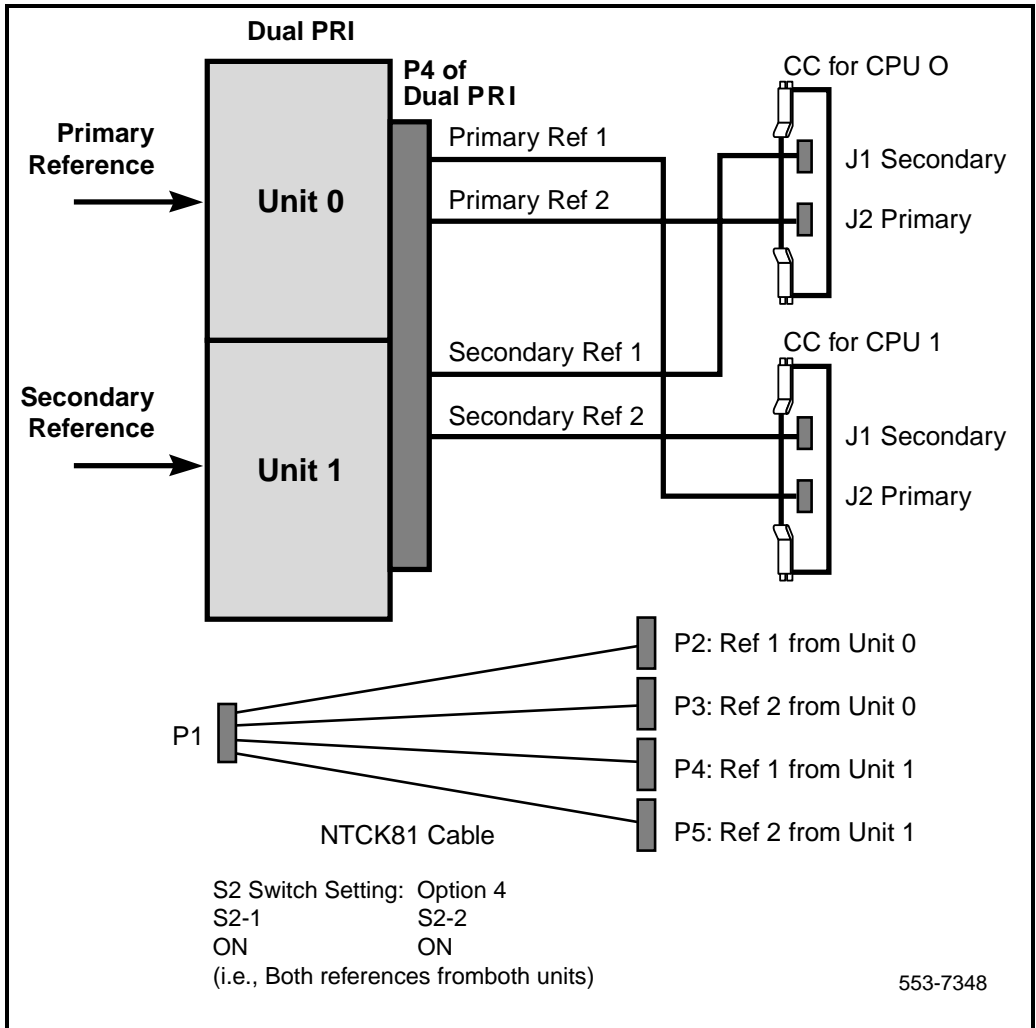 Dual PRI
P4 of
Dual PRI
CC for CPU O
Primary
Reference
Unit 0
Primary Ref 1
Primary Ref 2
J1 Secondary
J2 Primary
Secondary
Reference
Unit 1
Secondary Ref 1
Secondary Ref 2
CC for CPU 1
J1 Secondary
J2 Primary
P1
P2: Ref 1 from Unit 0
P3: Ref 2 from Unit 0
P4: Ref 1 from Unit 1
P5: Ref 2 from Unit 1
NTCK81 Cable
S2 Switch Setting: Option 4
S2-1 S2-2
ON ON
(i.e., Both references fromboth units)
553-7348